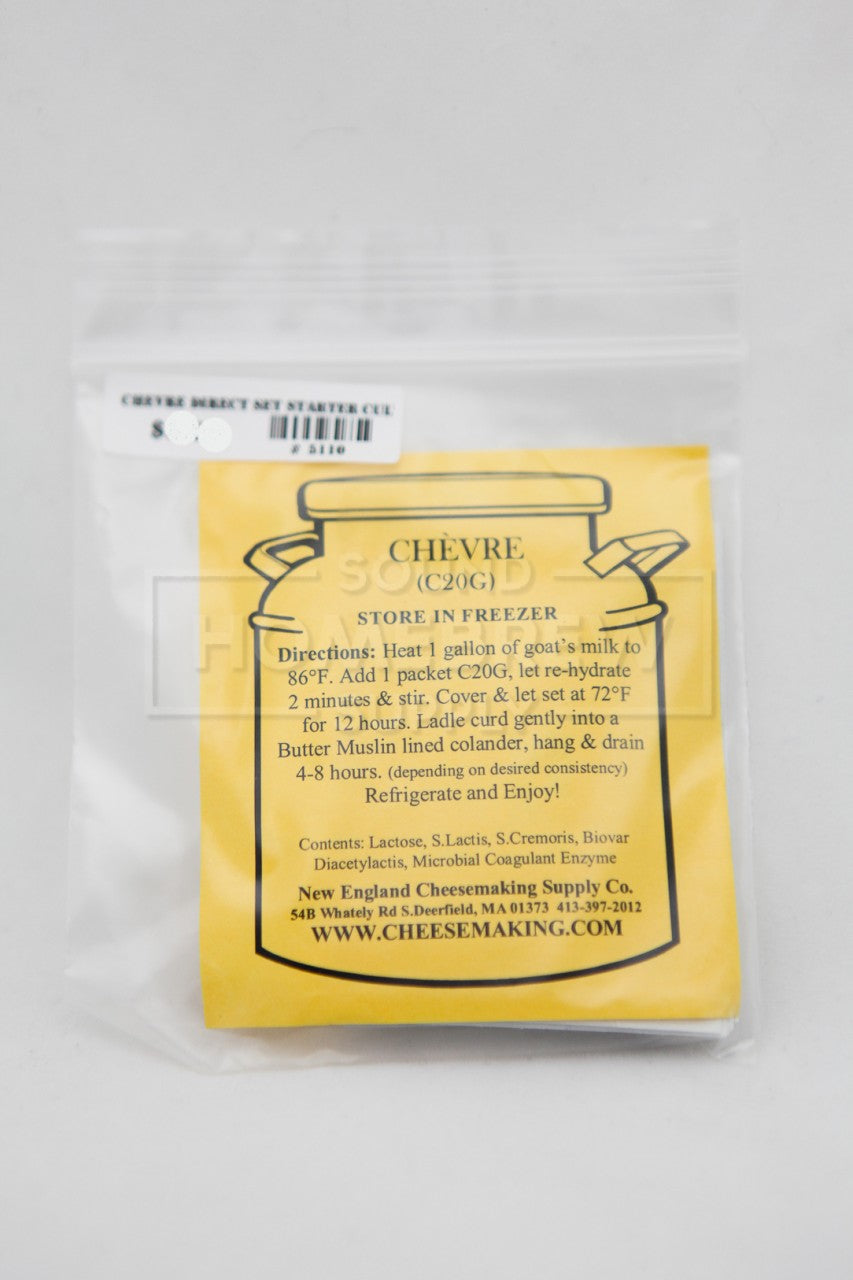 CHEVRE DIRECT SET STARTER CUL
$
# 5110
CHÈVRE
(C20G)
STORE IN FREEZER
Directions: Heat 1 gallon of goat's milk to
86°F. Add 1 packet C20G, let re-hydrate
2 minutes & stir. Cover & let set at 72°F
for 12 hours. Ladle curd gently into a
Butter Muslin lined colander, hang & drain
4-8 hours. (depending on desired consistency)
Refrigerate and Enjoy!
Contents: Lactose, S.Lactis, S.Cremoris, Biovar
Diacetylactis, Microbial Coagulant Enzyme
New England Cheesemaking Supply Co.
54B Whately Rd S.Deerfield, MA 01373 413-397-2012
WWW.CHEESEMAKING.COM
SOUND
HOMEBREW